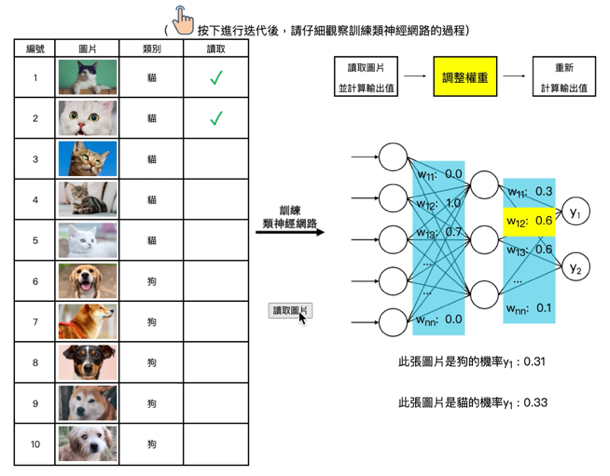 ( 按下進行迭代後，請仔細觀察訓練類神經網路的過程)
編號 圖片 類別 讀取
1 貓 ✓
2 貓 ✓
3 貓
4 貓
5 貓
6 狗
7 狗
8 狗
9 狗
10 狗
訓練
類神經網路
讀取圖片
讀取圖片
並計算輸出值
調整權重
重新
計算輸出值
w11: 0.0
w12: 1.0
w13: 0.7
...
wnn: 0.0
w11: 0.3
w12: 0.6
w13: 0.6
...
wnn: 0.1
y1
y2
此張圖片是狗的機率y1 : 0.31
此張圖片是貓的機率y1 : 0.33